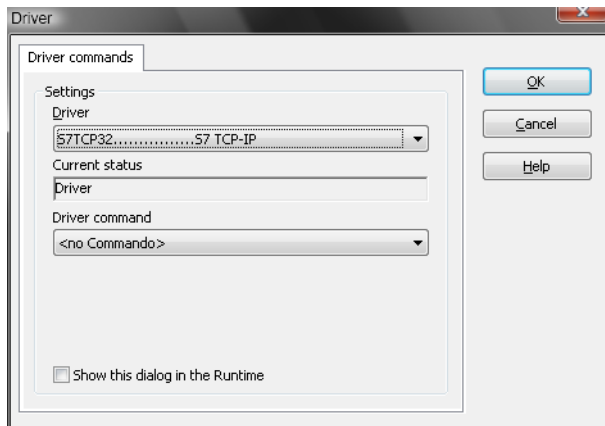 Driver
Driver commands
Settings
Driver
S7TCP32................S7 TCP-IP
Current status
Driver
Driver command
<no Commando>
Show this dialog in the Runtime
OK
Cancel
Help